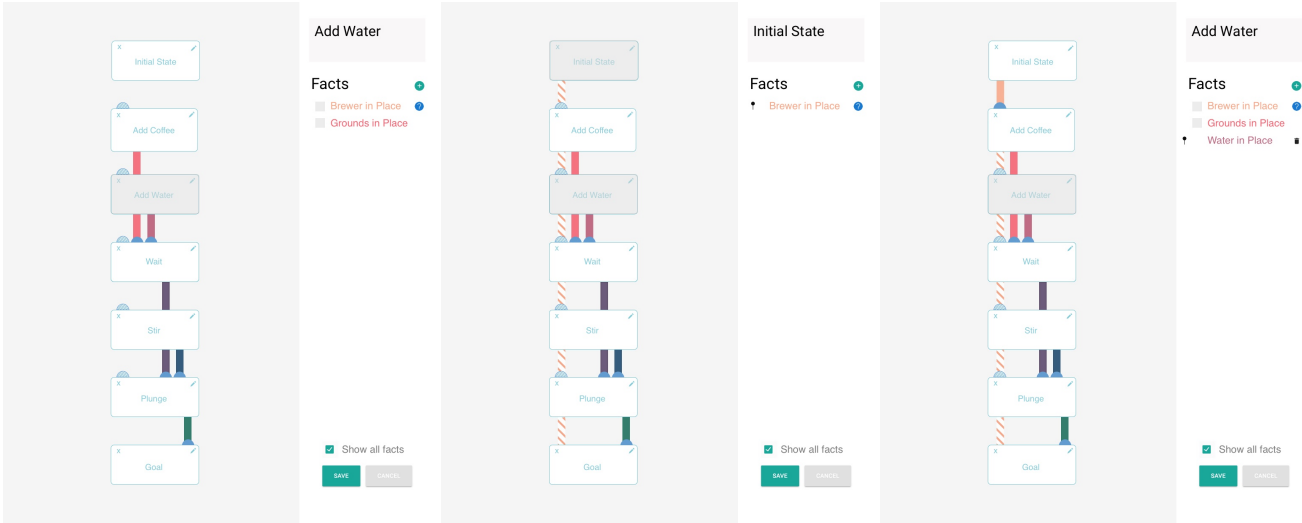 Add Water
Initial State
Facts
Brewer in Place
Grounds in Place
Add Coffee
Add Water
Wait
Stir
Plunge
Show all facts
SAVE CANCEL
Goal
Initial State
Initial State
Facts
Brewer in Place
Add Coffee
Add Water
Wait
Stir
Plunge
Show all facts
SAVE CANCEL
Goal
Add Water
Initial State
Facts
Brewer in Place
Grounds in Place
Add Coffee
Water in Place
Add Water
Wait
Stir
Plunge
Show all facts
SAVE CANCEL
Goal